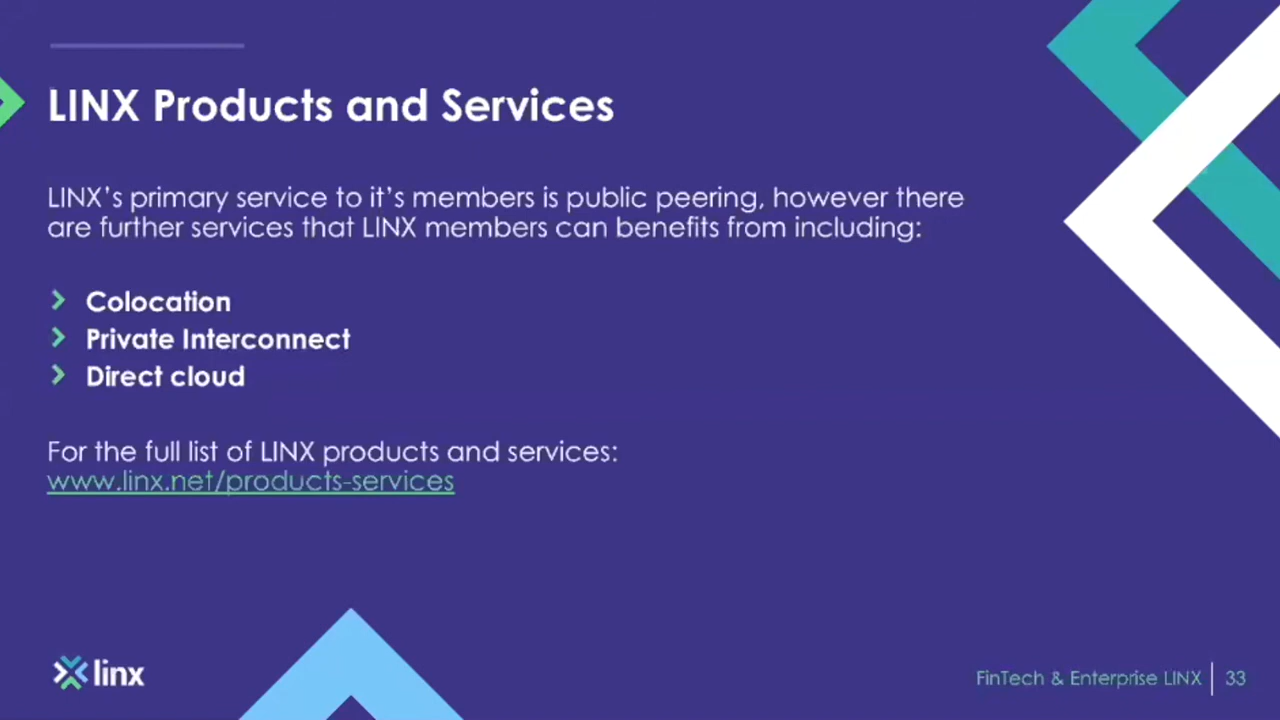 LINX Products and Services
LINX's primary service to it's members is public peering, however there
are further services that LINX members can benefits from including:
Colocation
Private Interconnect
Direct cloud
For the full list of LINX products and services:
www.linx.net/products-services
linx
FinTech & Enterprise LINX | 33